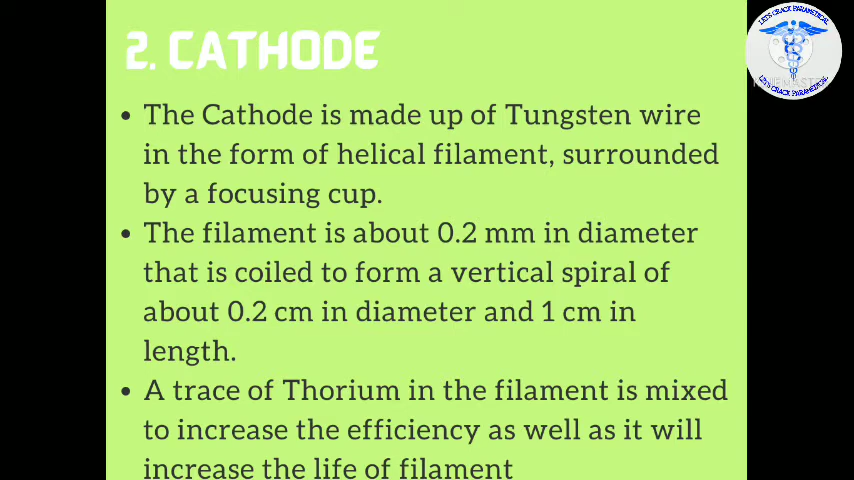 2. CATHODE
• The Cathode is made up of Tungsten wire
in the form of helical filament, surrounded
by a focusing cup.
• The filament is about 0.2 mm in diameter
that is coiled to form a vertical spiral of
about 0.2 cm in diameter and 1 cm in
length.
• A trace of Thorium in the filament is mixed
to increase the efficiency as well as it will
increase the life of filament
LET'S CRACK PARAMEDICAL
LET'S CRACK PARAMEDICAL